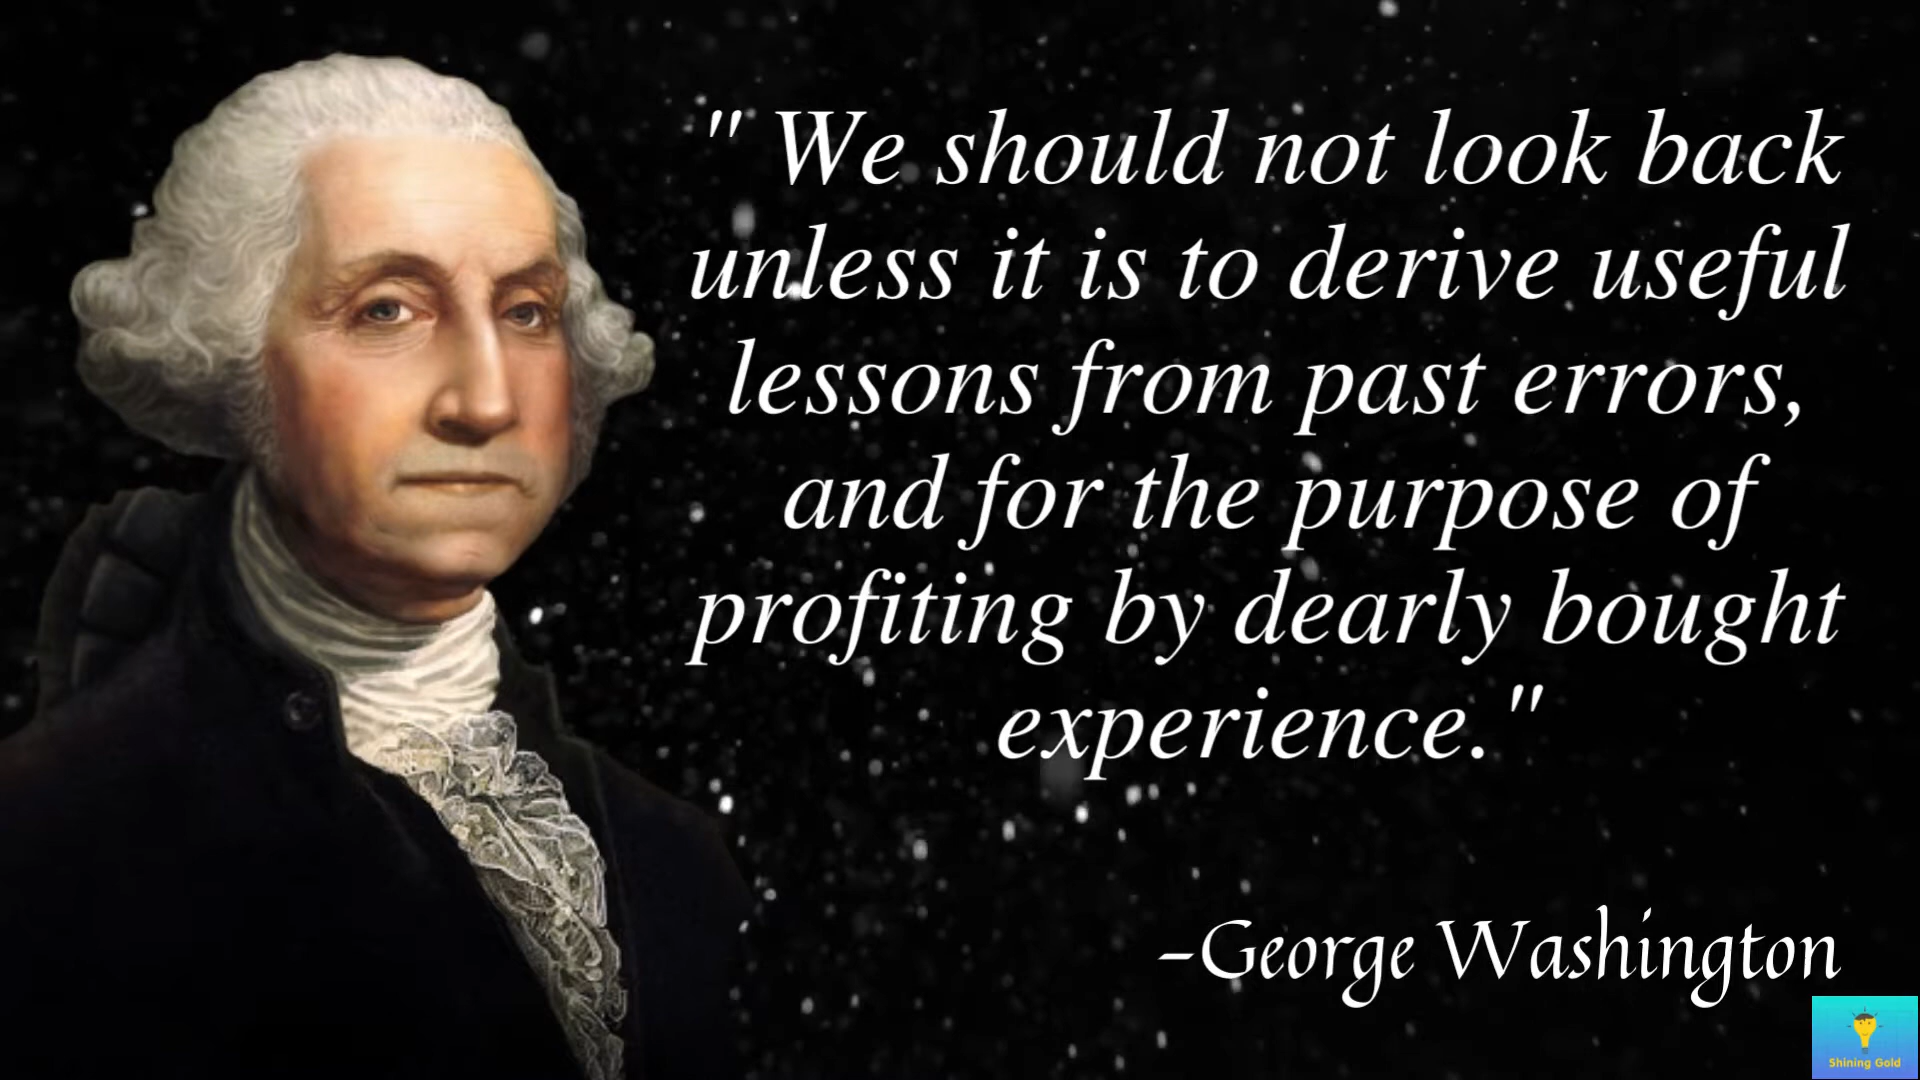 " We should not look back
unless it is to derive useful
lessons from past errors,
and for the purpose of
profiting by dearly bought
experience."
-George Washington
Shining Gold